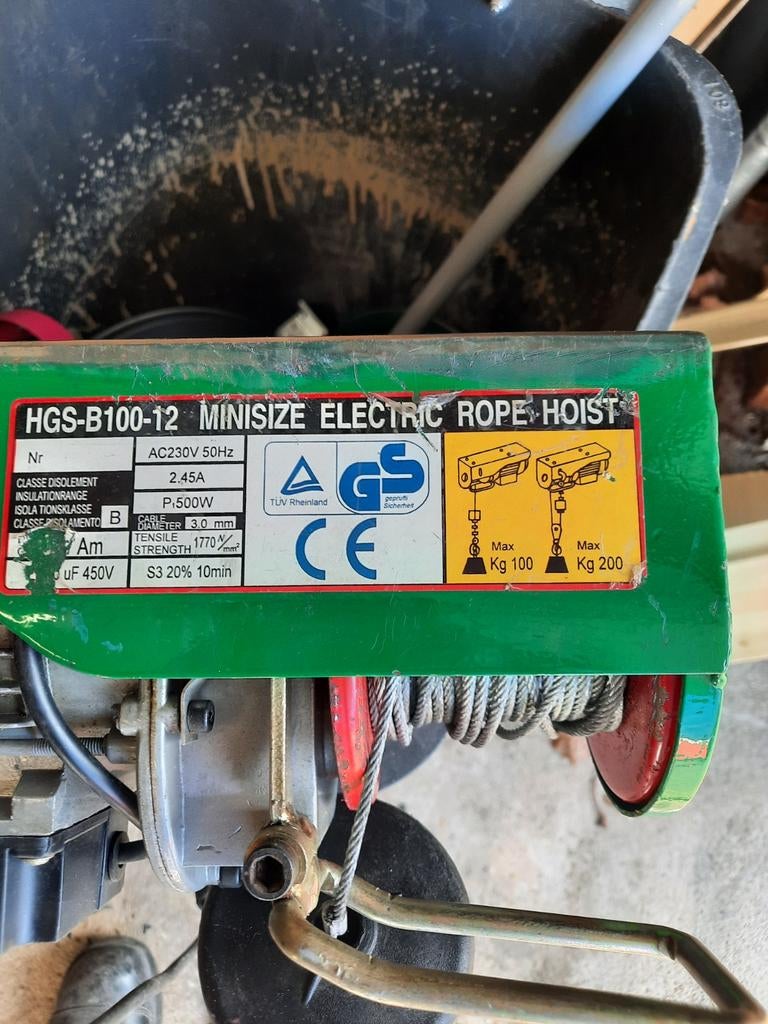 109
HGS-B100-12 MINISIZE ELECTRIC ROPE HOIST
Nr
CLASSE DISOLEMENT
INSULATIONRANGE
ISOLATIONSKLASSE
CLASSE DISOLAMENTO B
/Am
uF 450V
AC230V 50Hz
2.45A
P₁500W
CABLE DIAMETER 3.0 mm
TENSILE STRENGTH 1770 N/mm²
S3 20% 10min
TÜV Rheinland
GS
geprüfte
Sicherheit
CE
Max
Kg 100
Max
Kg 200